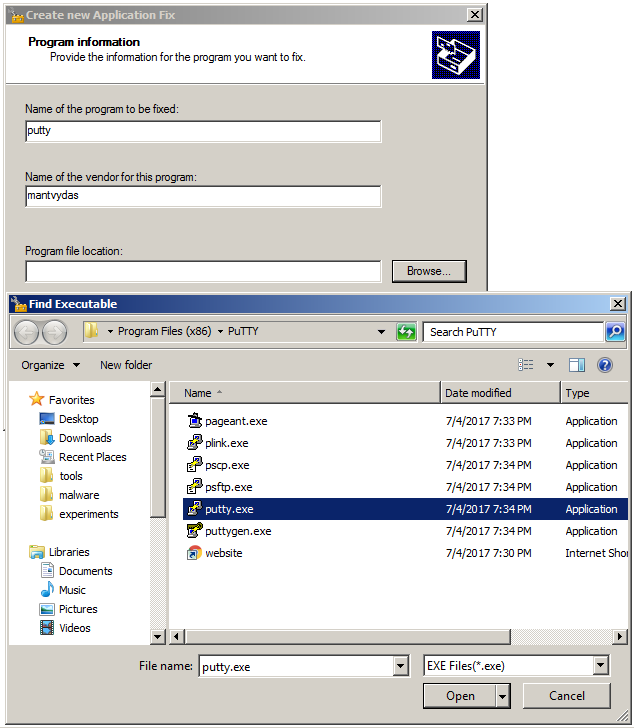 Create new Application Fix
Program information
Provide the information for the program you want to fix.
Name of the program to be fixed:
putty
Name of the vendor for this program:
mantvydas
Program file location:
Browse...
Find Executable
Program Files (x86) PuTTY
Search PuTTY
Organize New folder
Name Date modified Type
Favorites
Desktop
Downloads
Recent Places
tools
malware
experiments
Libraries
Documents
Music
Pictures
Videos
pageant.exe 7/4/2017 7:33 PM Application
plink.exe 7/4/2017 7:33 PM Application
pscp.exe 7/4/2017 7:34 PM Application
psftp.exe 7/4/2017 7:34 PM Application
putty.exe 7/4/2017 7:34 PM Application
puttygen.exe 7/4/2017 7:34 PM Application
website 7/4/2017 7:30 PM Internet Sho
File name: putty.exe EXE Files(*.exe)
Open Cancel